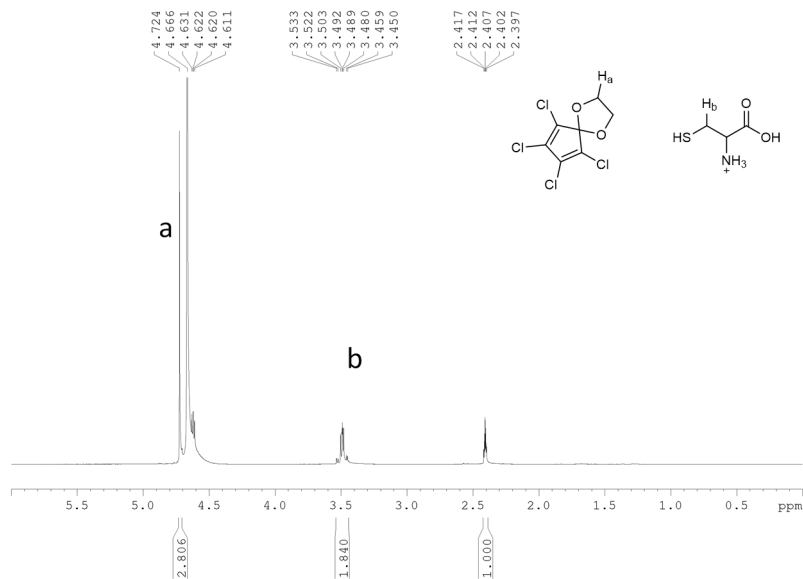 4.724
4.666
4.631
4.622
4.620
4.611
3.533
3.522
3.503
3.492
3.489
3.480
3.459
3.450
2.417
2.412
2.407
2.402
2.397
Ha
Cl
O
O
Cl
Cl
Cl
Hb
O
HS
OH
NH3
+
a
b
5.5 5.0 4.5 4.0 3.5 3.0 2.5 2.0 1.5 1.0 0.5 ppm
2.806
1.840
1.000